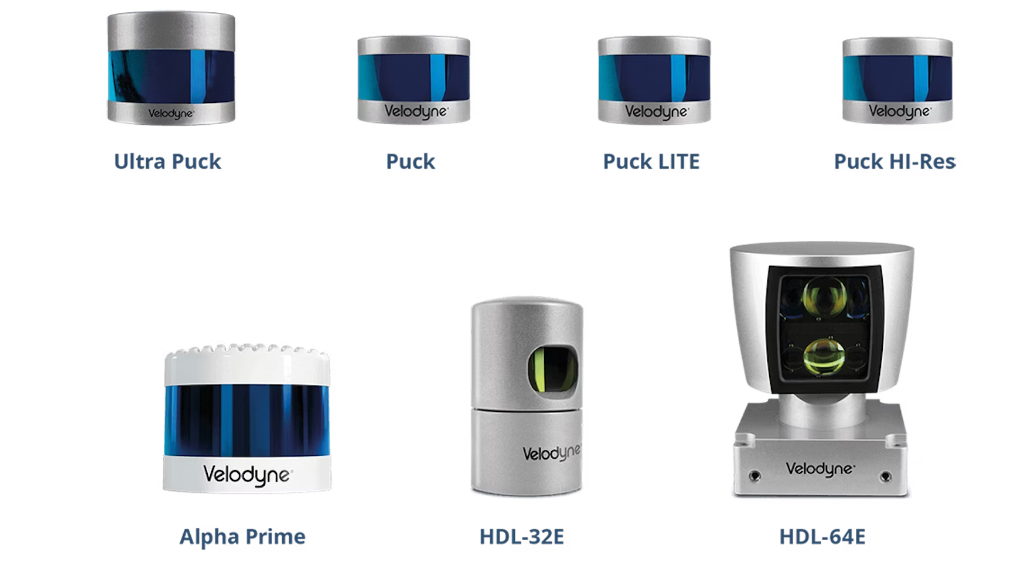 Velodyne
Velodyne
Velodyne
Velodyne
Ultra Puck
Puck
Puck LITE
Puck HI-Res
Velodyne
Velodyne
Velodyne
Alpha Prime
HDL-32E
HDL-64E